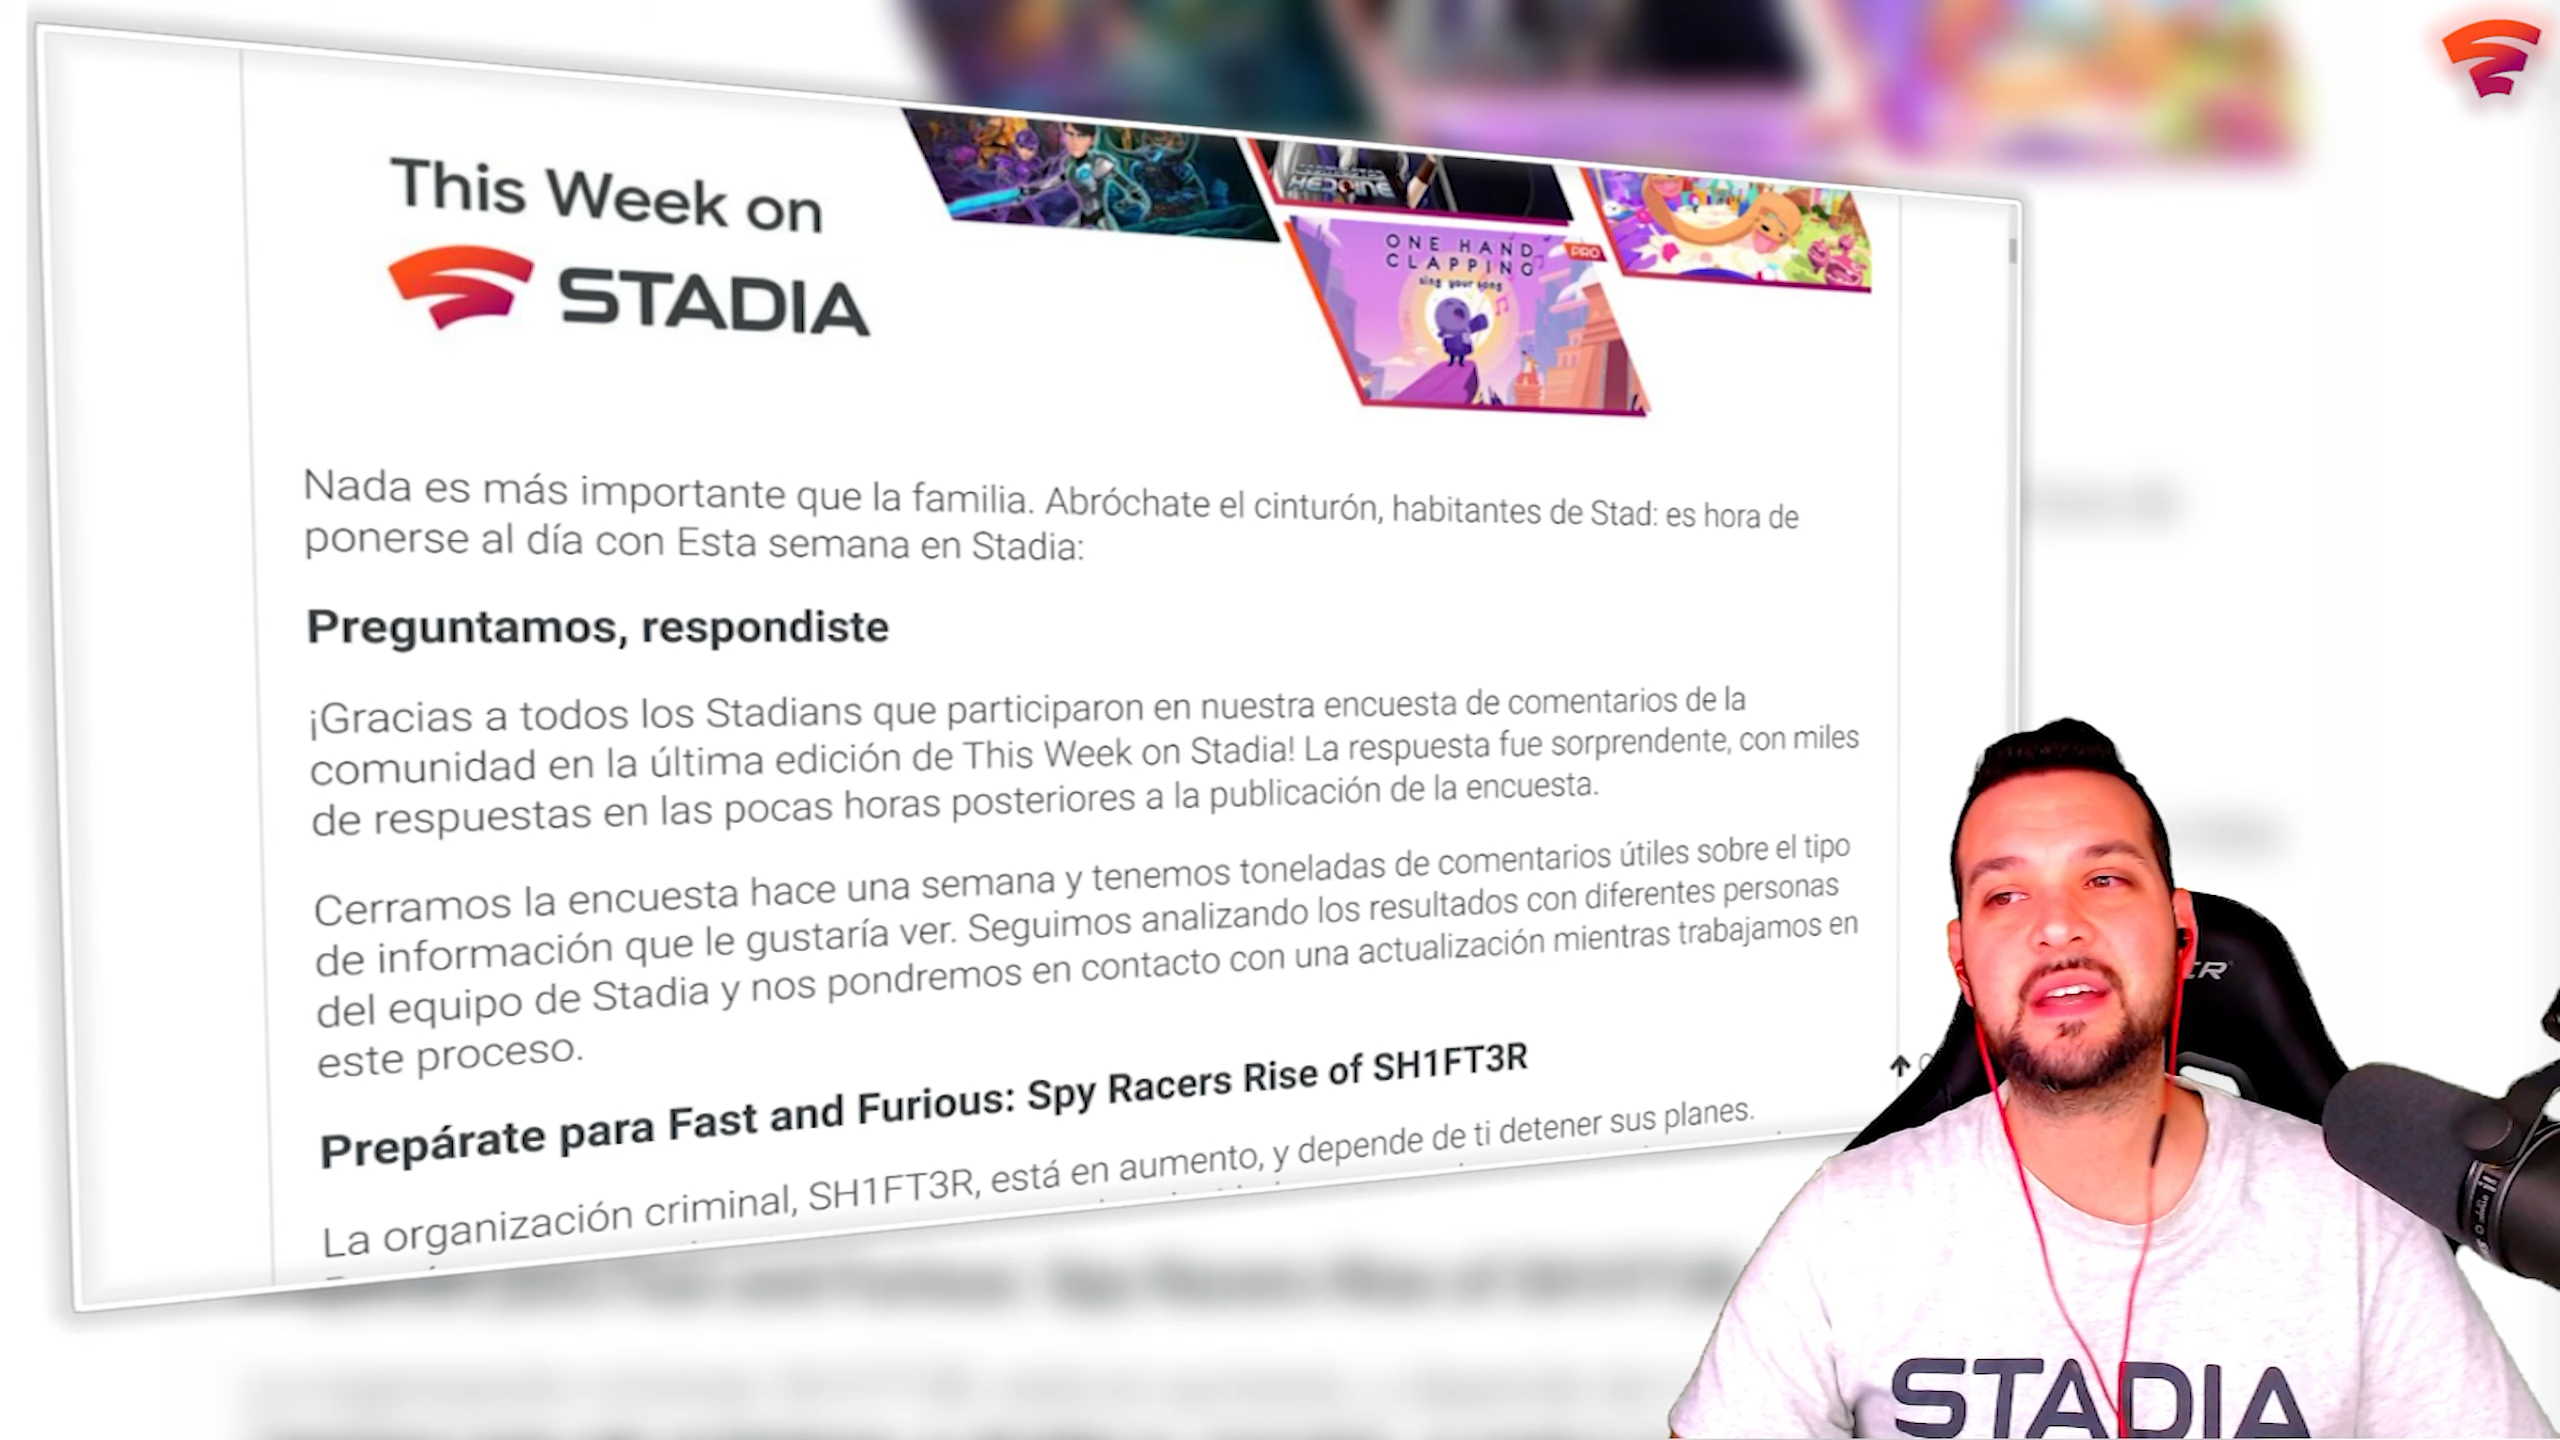 This Week on
STADIA
HEROINE
ONE HAND
CLAPPING
sing your song
PRO
Nada es más importante que la familia. Abróchate el cinturón, habitantes de Stad: es hora de
ponerse al día con Esta semana en Stadia:
Preguntamos, respondiste
¡Gracias a todos los Stadians que participaron en nuestra encuesta de comentarios de la
comunidad en la última edición de This Week on Stadia! La respuesta fue sorprendente, con miles
de respuestas en las pocas horas posteriores a la publicación de la encuesta.
Cerramos la encuesta hace una semana y tenemos toneladas de comentarios útiles sobre el tipo
de información que le gustaría ver. Seguimos analizando los resultados con diferentes personas
del equipo de Stadia y nos pondremos en contacto con una actualización mientras trabajamos en
este proceso.
Prepárate para Fast and Furious: Spy Racers Rise of SH1FT3R
La organización criminal, SH1FT3R, está en aumento, y depende de ti detener sus planes.
STADIA